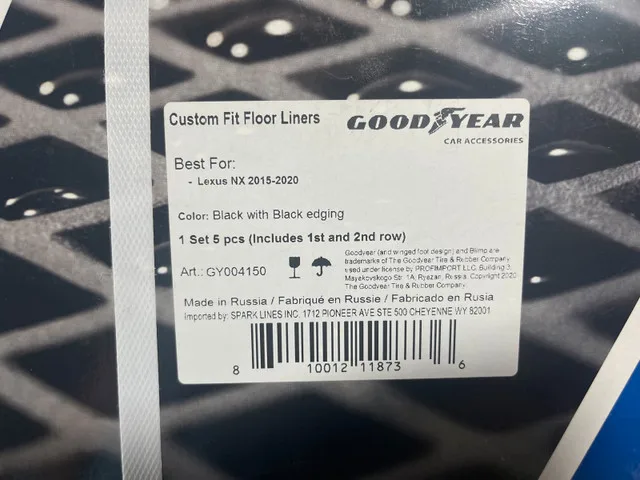 Custom Fit Floor Liners
GOODYEAR
CAR ACCESSORIES
Best For:
- Lexus NX 2015-2020
Color: Black with Black edging
1 Set 5 pcs (Includes 1st and 2nd row)
Art.: GY004150
Goodyear (and winged foot design) and Blimp are
trademarks of The Goodyear Tire & Rubber Company
used under license by PROFIMPORT LLC, Building 3,
Mayakovskogo Str. 1A, Ryazan, Russia. Copyright 2020
The Goodyear Tire & Rubber Company.
Made in Russia / Fabriqué en Russie / Fabricado en Rusia
Imported by: SPARK LINES INC. 1712 PIONEER AVE STE 500 CHEYENNE WY 82001
8 10012 11873 6